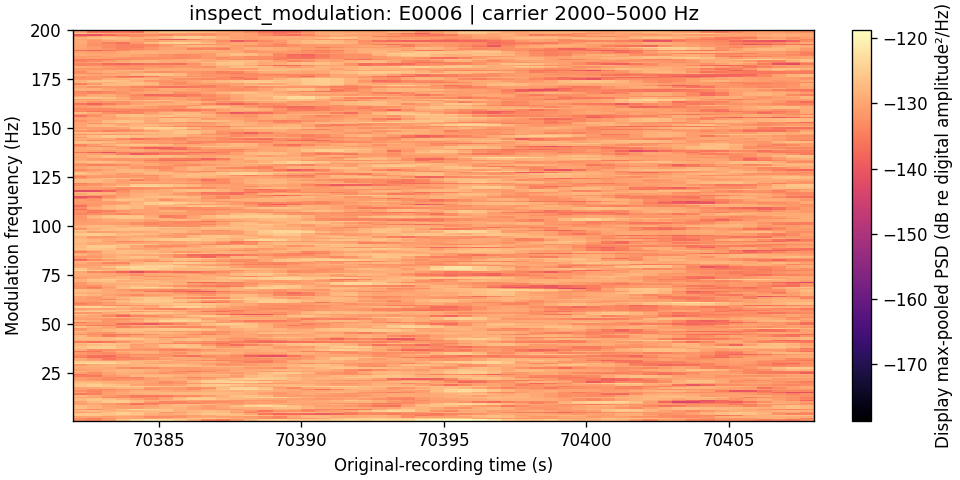 inspect_modulation: E0006 | carrier 2000–5000 Hz
200
175
150
125
100
75
50
25
Modulation frequency (Hz)
70385 70390 70395 70400 70405
Original-recording time (s)
−120
−130
−140
−150
−160
−170
Display max-pooled PSD (dB re digital amplitude²/Hz)